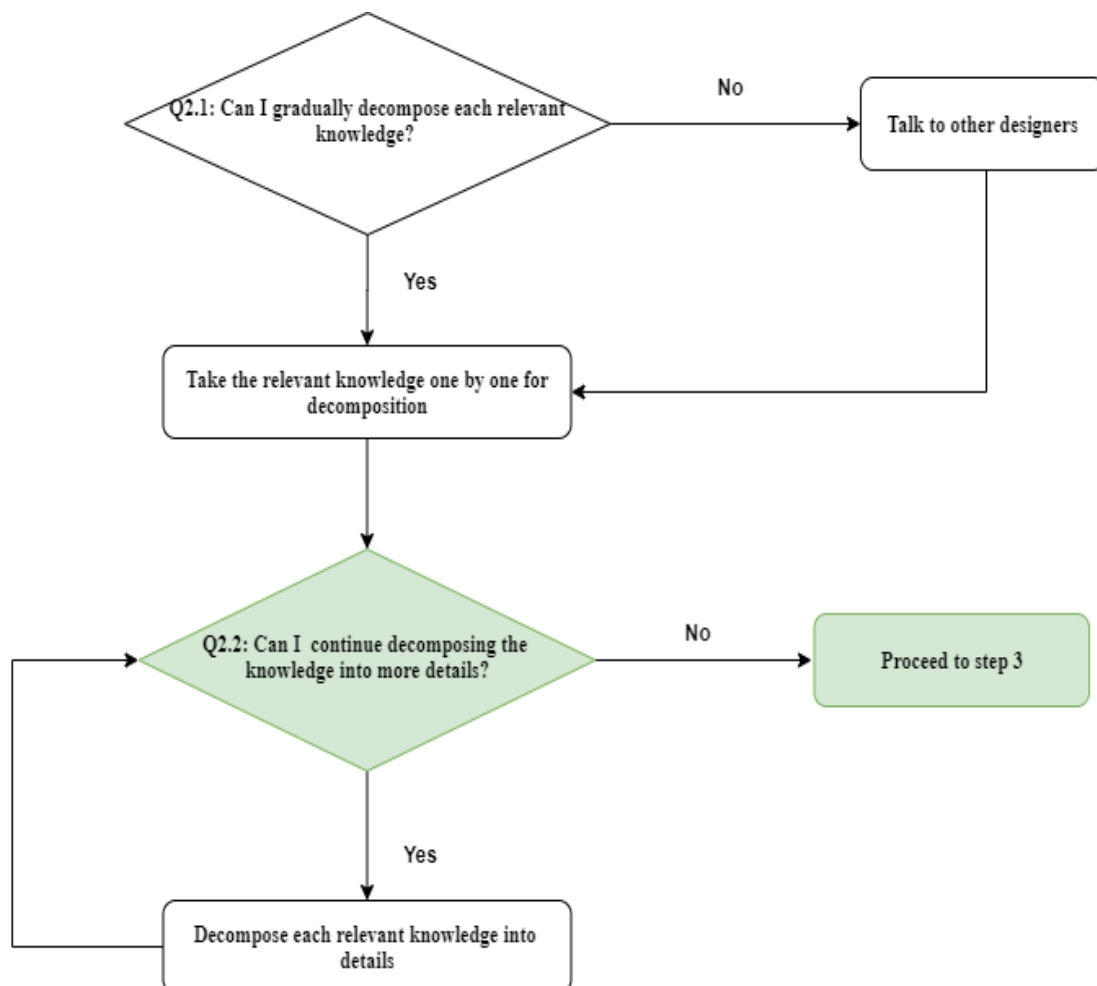 No
Q2.1: Can I gradually decompose each relevant
knowledge?
Talk to other designers
Yes
Take the relevant knowledge one by one for
decomposition
No
Q2.2: Can I continue decomposing the
knowledge into more details?
Proceed to step 3
Yes
Decompose each relevant knowledge into
details